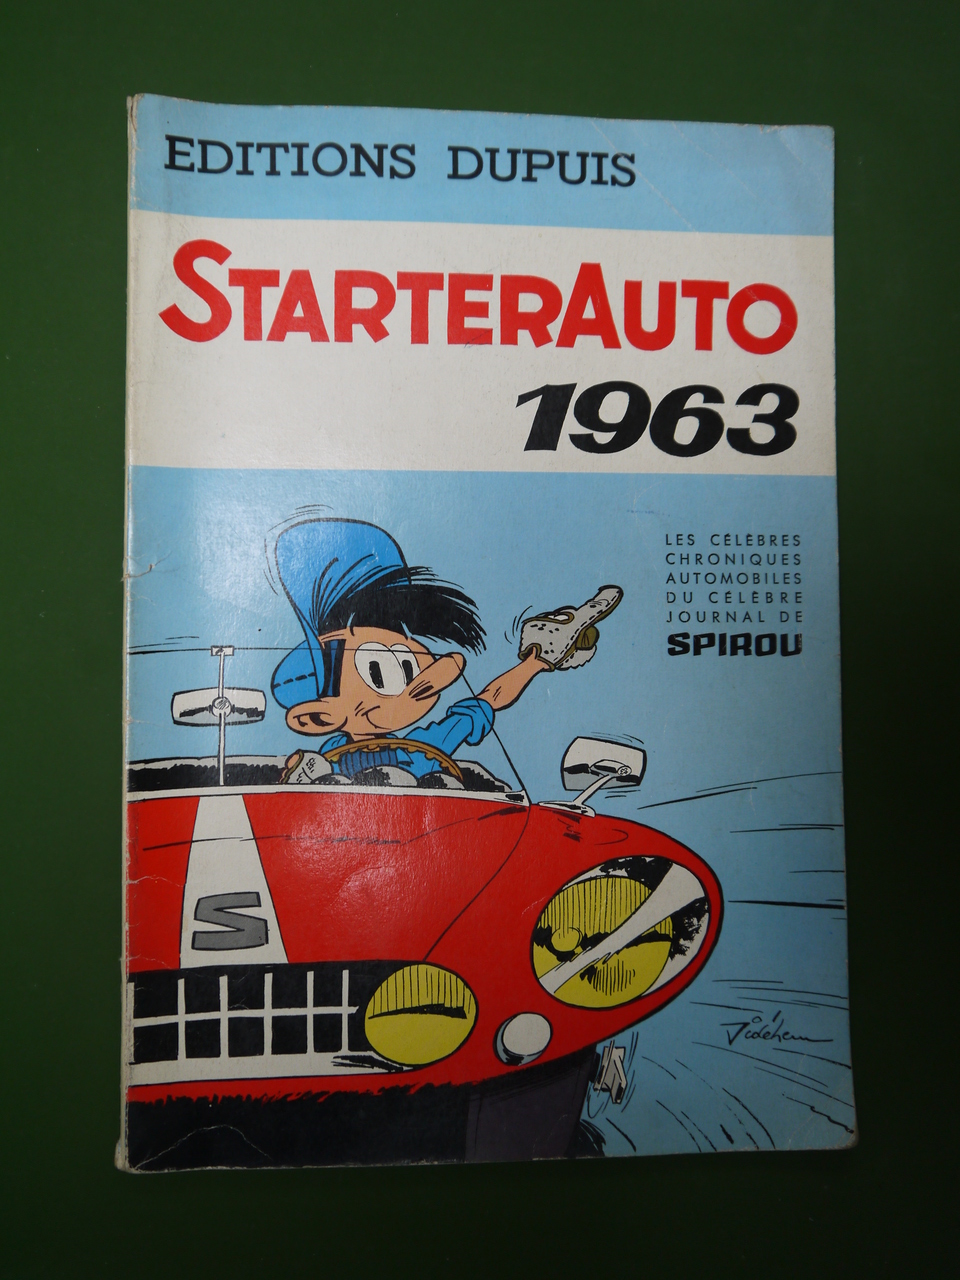 EDITIONS DUPUIS
STARTERAUTO
1963
LES CÉLÈBRES
CHRONIQUES
AUTOMOBILES
DU CÉLÈBRE
JOURNAL DE
SPIROU
S
Jidéhem